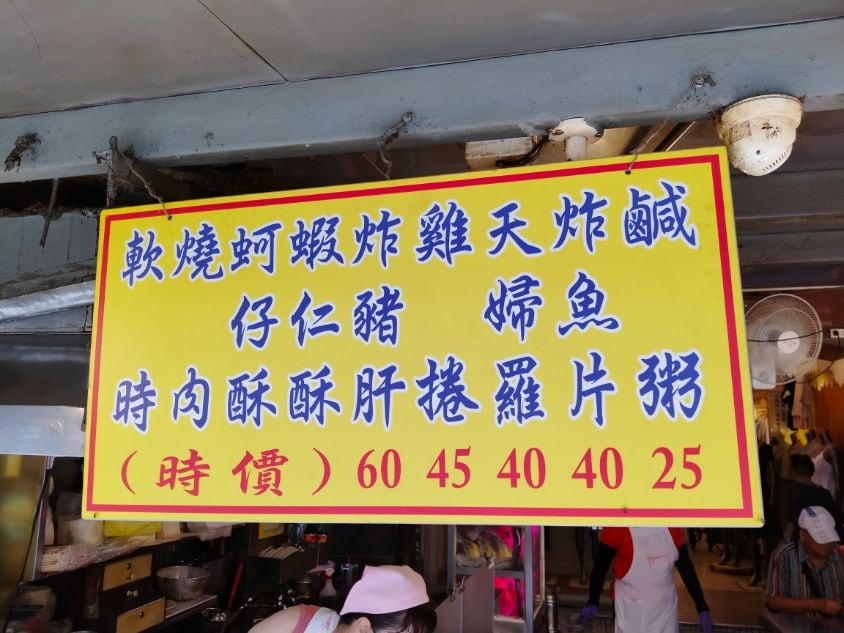 鹹粥 25
炸魚片 40
天婦羅 40
雞捲 45
炸豬肝 60
蝦仁酥
蚵仔酥
燒肉
軟時
(時價)